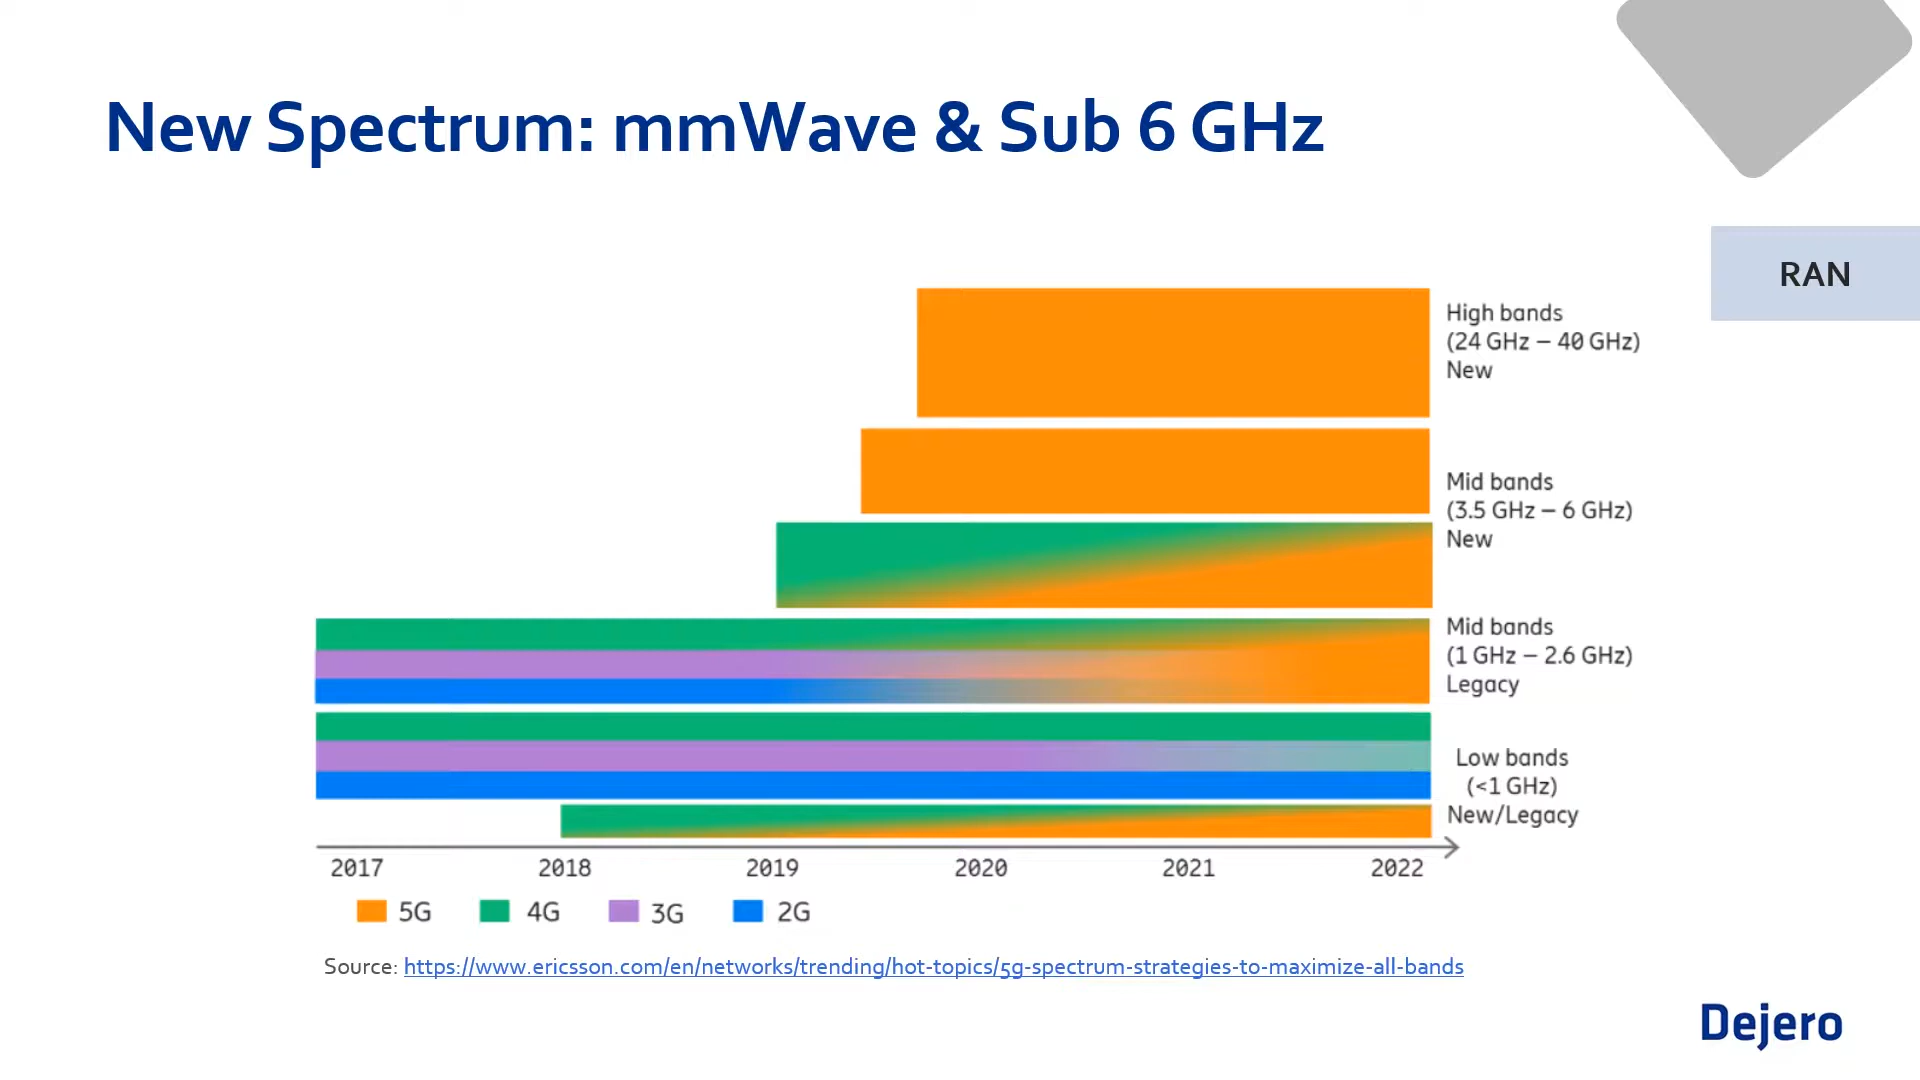 New Spectrum: mmWave & Sub 6 GHz
RAN
High bands
(24 GHz – 40 GHz)
New
Mid bands
(3.5 GHz – 6 GHz)
New
Mid bands
(1 GHz – 2.6 GHz)
Legacy
Low bands
(<1 GHz)
New/Legacy
2017 2018 2019 2020 2021 2022
5G 4G 3G 2G
Source: https://www.ericsson.com/en/networks/trending/hot-topics/5g-spectrum-strategies-to-maximize-all-bands
Dejero